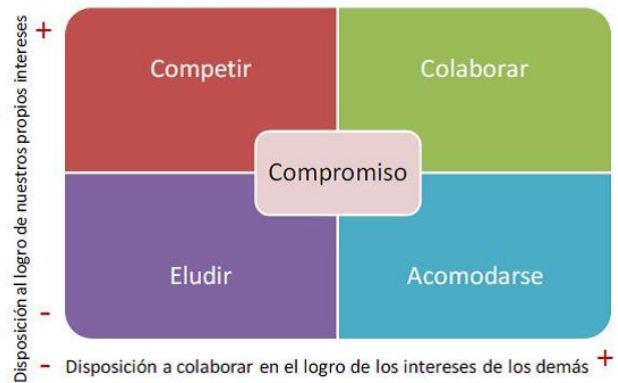 +
Disposición al logro de nuestros propios intereses
-
Competir
Colaborar
Compromiso
Eludir
Acomodarse
- Disposición a colaborar en el logro de los intereses de los demás +